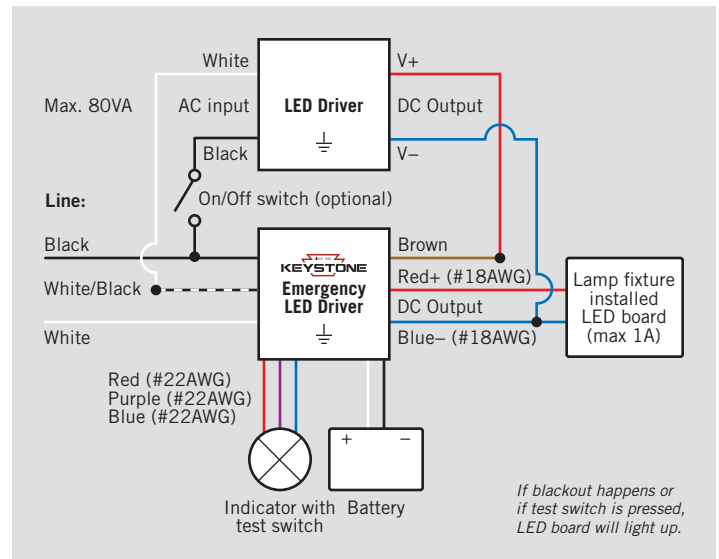 White
V+
Max. 80VA
AC input
LED Driver
DC Output
Black
V–
Line:
On/Off switch (optional)
Black
KEYSTONE
Brown
White/Black
Emergency
LED Driver
Red+ (#18AWG)
DC Output
White
Blue– (#18AWG)
Lamp fixture
installed
LED board
(max 1A)
Red (#22AWG)
Purple (#22AWG)
Blue (#22AWG)
+
–
Indicator with
test switch
Battery
If blackout happens or
if test switch is pressed,
LED board will light up.